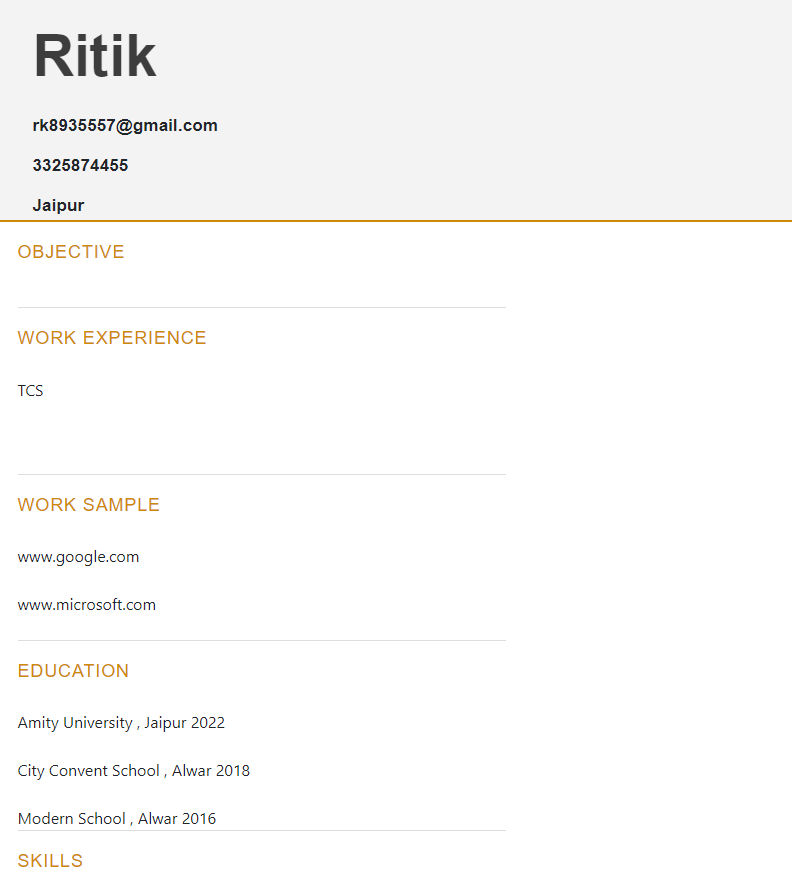 Ritik
rk8935557@gmail.com
3325874455
Jaipur
OBJECTIVE
WORK EXPERIENCE
TCS
WORK SAMPLE
www.google.com
www.microsoft.com
EDUCATION
Amity University , Jaipur 2022
City Convent School , Alwar 2018
Modern School , Alwar 2016
SKILLS